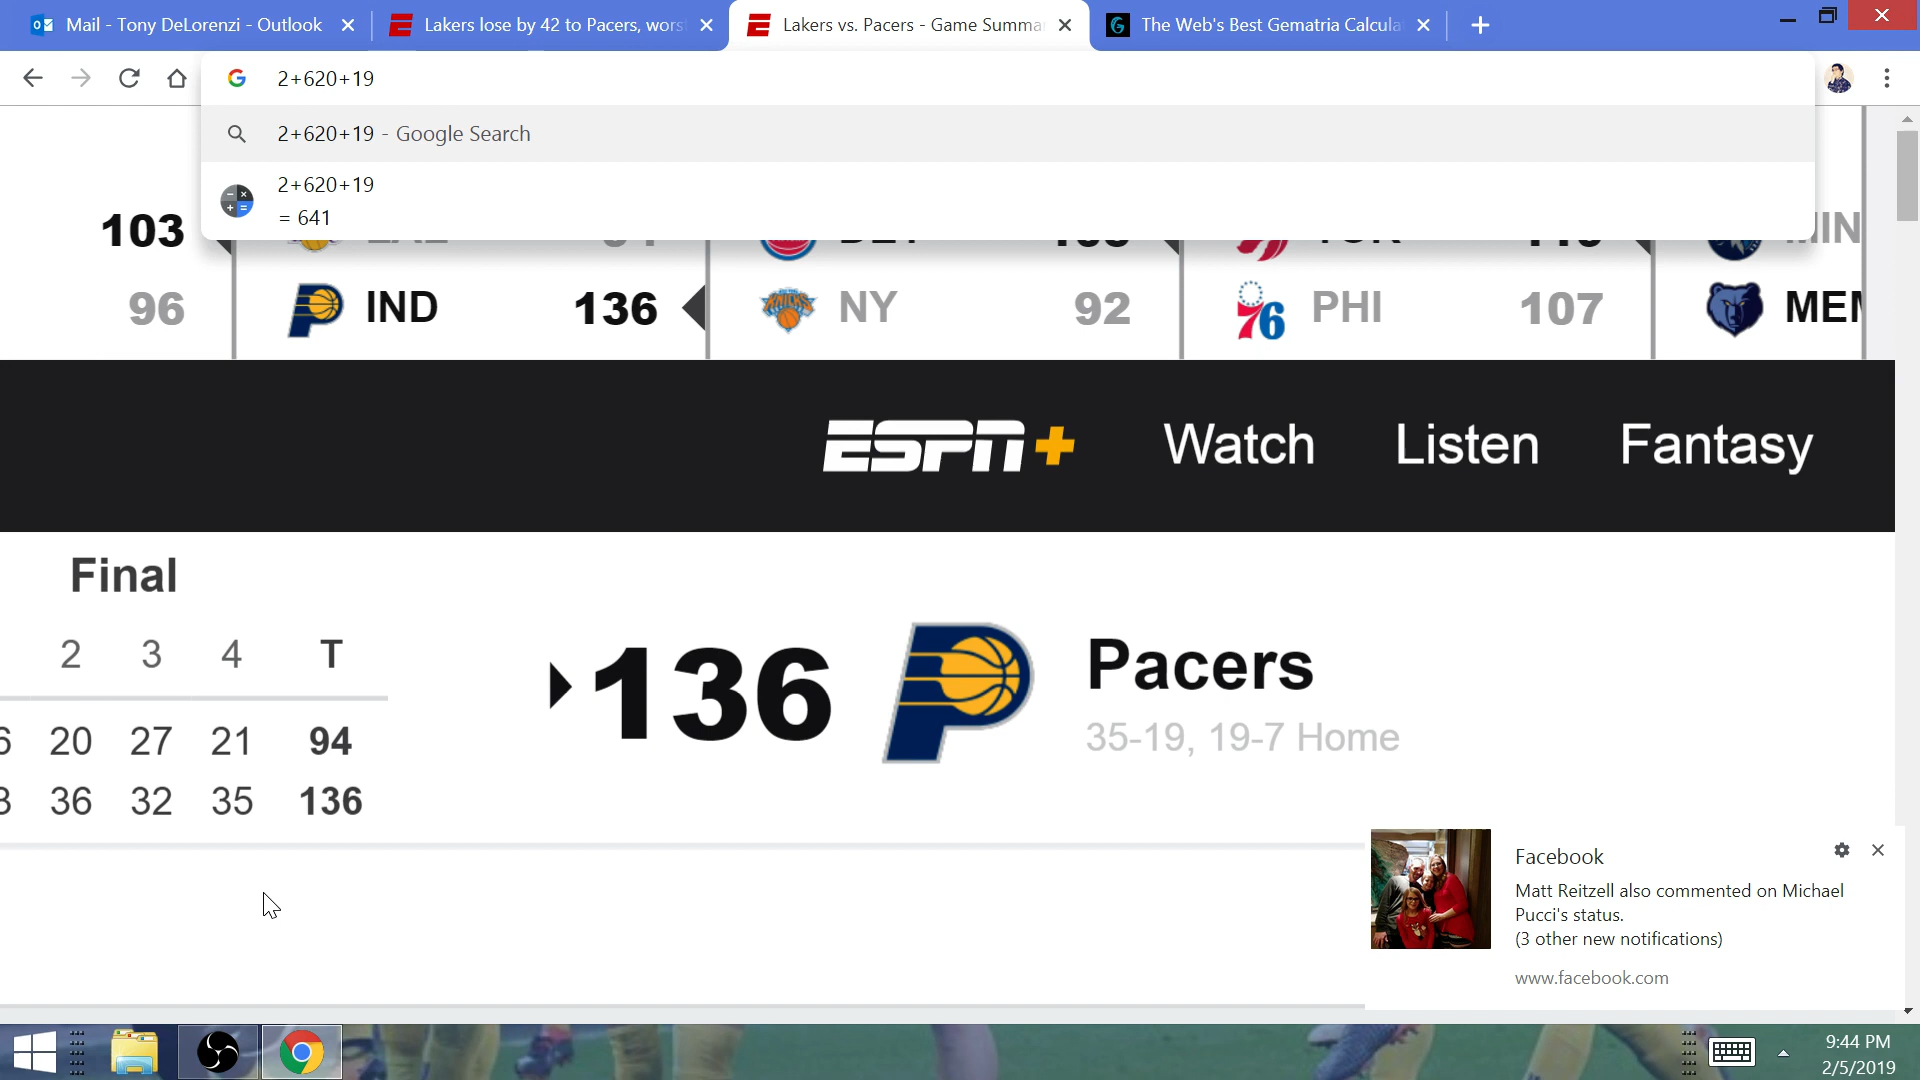 Mail - Tony DeLorenzi - Outlook
Lakers lose by 42 to Pacers, wors
Lakers vs. Pacers - Game Summa
The Web's Best Gematria Calcula
2+620+19
2+620+19 - Google Search
2+620+19
= 641
103
96
IND 136
NY 92
PHI 107
MIN
MEM
ESPN+ Watch Listen Fantasy
Final
2 3 4 T
20 27 21 94
36 32 35 136
136
Pacers
35-19, 19-7 Home
Facebook
Matt Reitzell also commented on Michael
Pucci's status.
(3 other new notifications)
www.facebook.com
9:44 PM
2/5/2019